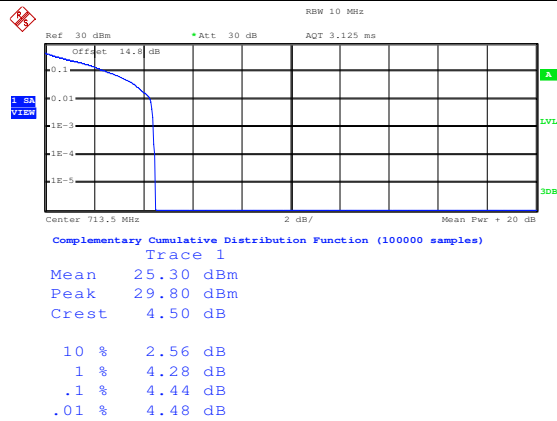 RBW 10 MHz
Ref 30 dBm * Att 30 dB AQT 3.125 ms
Offset 14.8 dB
0.1
A
0.01
1 SA
VIEW
1E-3
LVL
1E-4
1E-5
3DB
Center 713.5 MHz 2 dB/ Mean Pwr + 20 dB
Complementary Cumulative Distribution Function (100000 samples)
Trace 1
Mean 25.30 dBm
Peak 29.80 dBm
Crest 4.50 dB
10 % 2.56 dB
1 % 4.28 dB
.1 % 4.44 dB
.01 % 4.48 dB